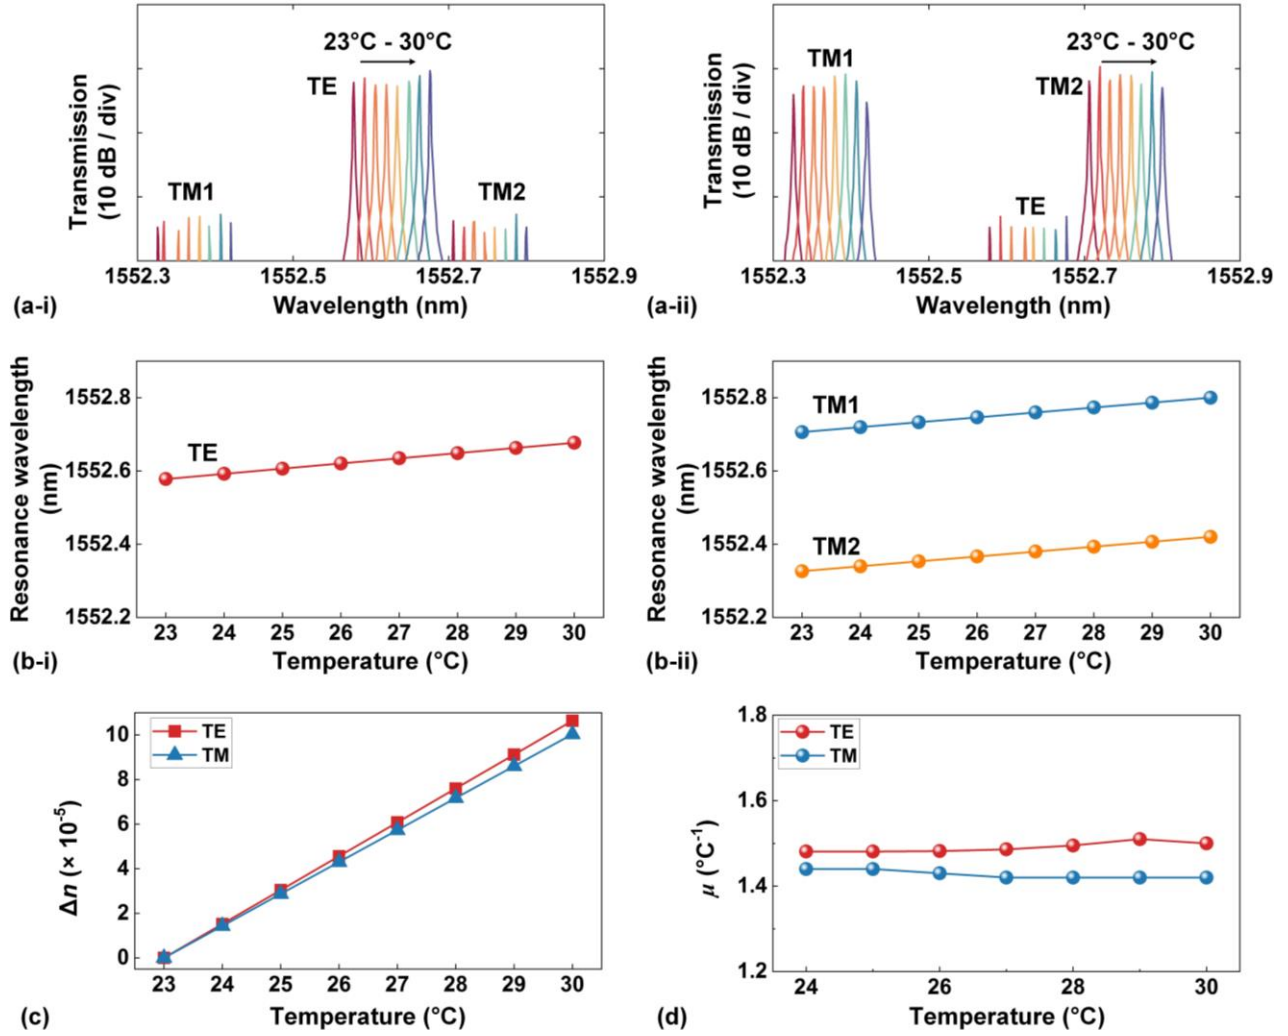 23°C - 30°C
TE
TM1
TM2
Transmission
(10 dB / div)
1552.3
1552.5
1552.7
1552.9
Wavelength (nm)
(a-i)
23°C - 30°C
TM1
TM2
TE
Transmission
(10 dB / div)
1552.3
1552.5
1552.7
1552.9
Wavelength (nm)
(a-ii)
Resonance wavelength
(nm)
1552.8
1552.6
1552.4
1552.2
TE
23 24 25 26 27 28 29 30
Temperature (°C)
(b-i)
Resonance wavelength
(nm)
1552.8
1552.6
1552.4
1552.2
TM1
TM2
23 24 25 26 27 28 29 30
Temperature (°C)
(b-ii)
TE
TM
Δn (× 10⁻⁵)
10
8
6
4
2
0
23 24 25 26 27 28 29 30
Temperature (°C)
(c)
TE
TM
μ (°C⁻¹)
1.8
1.6
1.4
1.2
24 26 28 30
Temperature (°C)
(d)